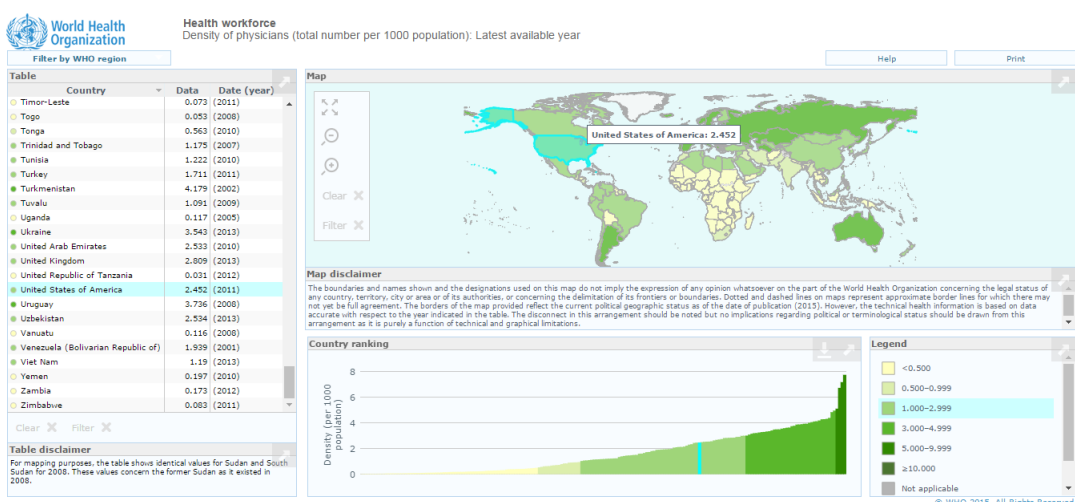 World Health
Organization
Health workforce
Density of physicians (total number per 1000 population): Latest available year
Filter by WHO region
Help
Print
Table
Country Data Date (year)
Timor-Leste 0.073 (2011)
Togo 0.053 (2008)
Tonga 0.563 (2010)
Trinidad and Tobago 1.175 (2007)
Tunisia 1.222 (2010)
Turkey 1.711 (2011)
Turkmenistan 4.179 (2002)
Tuvalu 1.091 (2009)
Uganda 0.117 (2005)
Ukraine 3.543 (2013)
United Arab Emirates 2.533 (2010)
United Kingdom 2.809 (2013)
United Republic of Tanzania 0.031 (2012)
United States of America 2.452 (2011)
Uruguay 3.736 (2008)
Uzbekistan 2.534 (2013)
Vanuatu 0.116 (2008)
Venezuela (Bolivarian Republic of) 1.939 (2001)
Viet Nam 1.19 (2013)
Yemen 0.197 (2010)
Zambia 0.173 (2012)
Zimbabwe 0.083 (2011)
Clear Filter
Table disclaimer
For mapping purposes, the table shows identical values for Sudan and South
Sudan for 2008. These values concern the former Sudan as it existed in
2008.
Map
Clear
Filter
United States of America: 2.452
Map disclaimer
The boundaries and names shown and the designations used on this map do not imply the expression of any opinion whatsoever on the part of the World Health Organization concerning the legal status of
any country, territory, city or area or of its authorities, or concerning the delimitation of its frontiers or boundaries. Dotted and dashed lines on maps represent approximate border lines for which there may
not yet be full agreement. The borders of the map provided reflect the current political geographic status as of the date of publication (2015). However, the technical health information is based on data
accurate with respect to the year indicated in the table. The disconnect in this arrangement should be noted but no implications regarding political or terminological status should be drawn from this
arrangement as it is purely a function of technical and graphical limitations.
Country ranking
Density (per 1000
population)
8
6
4
2
0
Legend
<0.500
0.500–0.999
1.000–2.999
3.000–4.999
5.000–9.999
≥10.000
Not applicable
© WHO 2015. All Rights Reserved